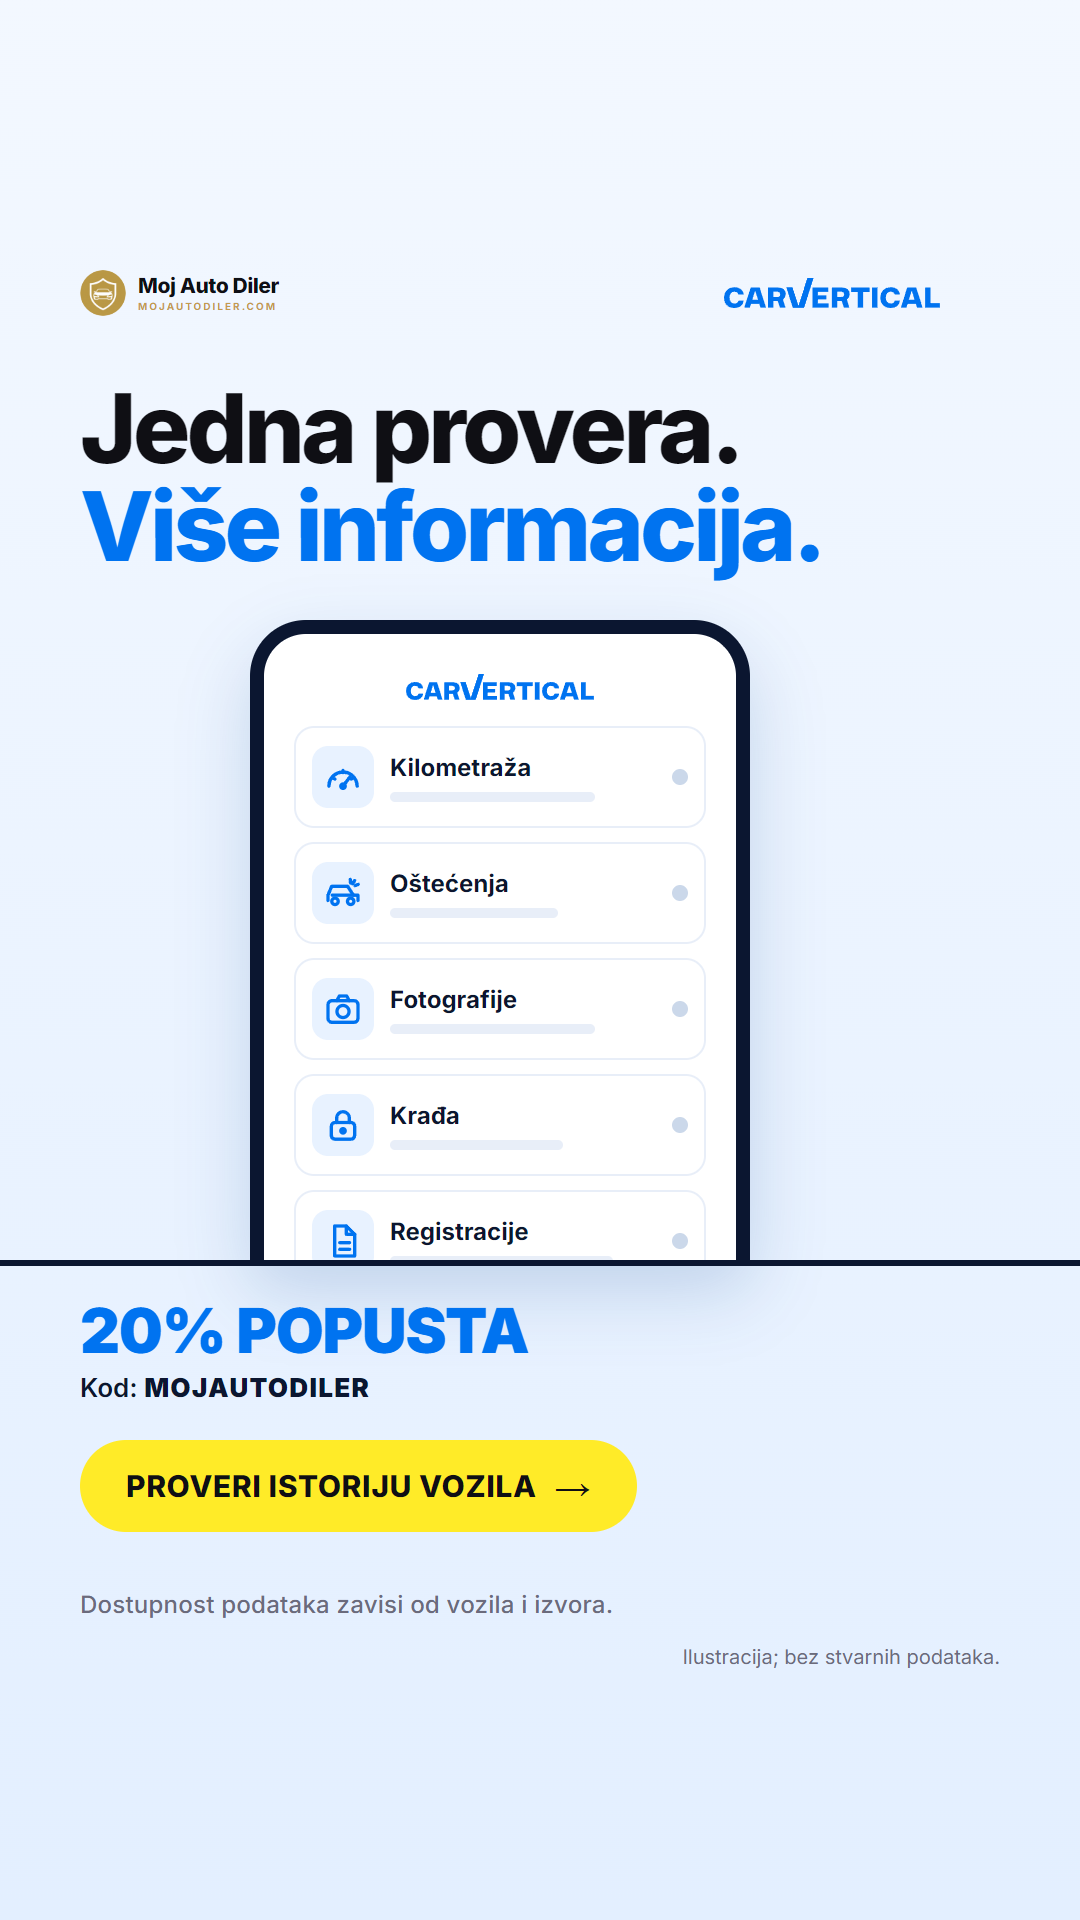 Moj Auto Diler
MOJAUTODILER.COM
CARVERTICAL
Jedna provera.
Više informacija.
CARVERTICAL
Kilometraža
Oštećenja
Fotografije
Krađa
Registracije
20% POPUSTA
Kod: MOJAUTODILER
PROVERI ISTORIJU VOZILA →
Dostupnost podataka zavisi od vozila i izvora.
Ilustracija; bez stvarnih podataka.